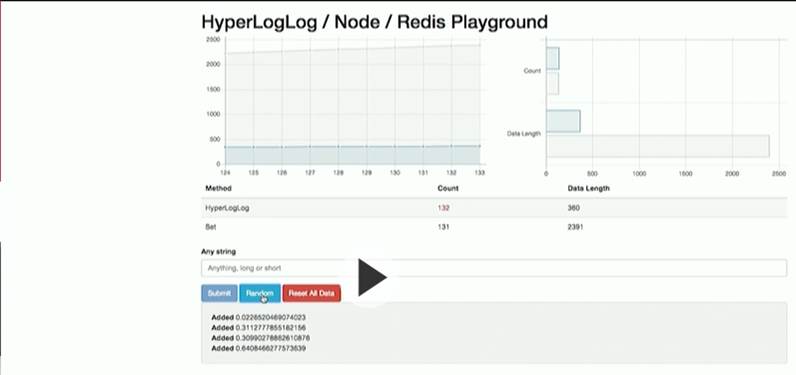 HyperLogLog / Node / Redis Playground
2500
2000
1500
1000
500
0
124 125 126 127 128 129 130 131 132 133
Count
Data Length
0 500 1000 1500 2000 2500
Method Count Data Length
HyperLogLog 132 360
Set 131 2391
Any string
Anything, long or short
Submit Random Reset All Data
Added 0.0226520469074023
Added 0.3112777855182156
Added 0.30990278862610876
Added 0.6408466277573639